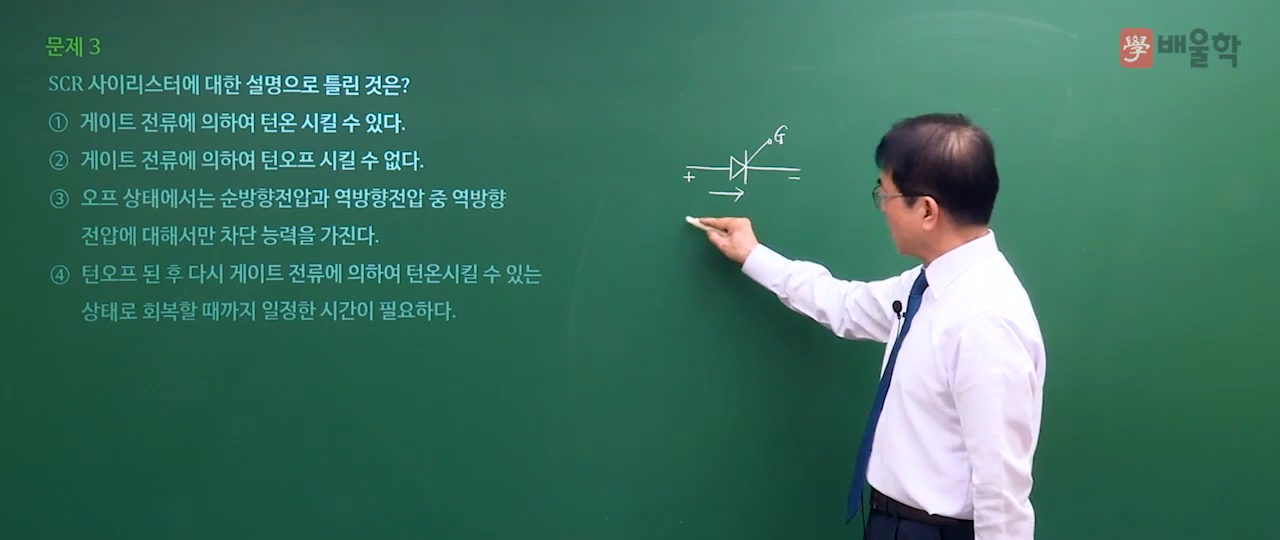 문제 3
SCR 사이리스터에 대한 설명으로 틀린 것은?
① 게이트 전류에 의하여 턴온 시킬 수 있다.
② 게이트 전류에 의하여 턴오프 시킬 수 없다.
③ 오프 상태에서는 순방향전압과 역방향전압 중 역방향
전압에 대해서만 차단 능력을 가진다.
④ 턴오프 된 후 다시 게이트 전류에 의하여 턴온시킬 수 있는
상태로 회복할 때까지 일정한 시간이 필요하다.
G
+ −
學 배울학